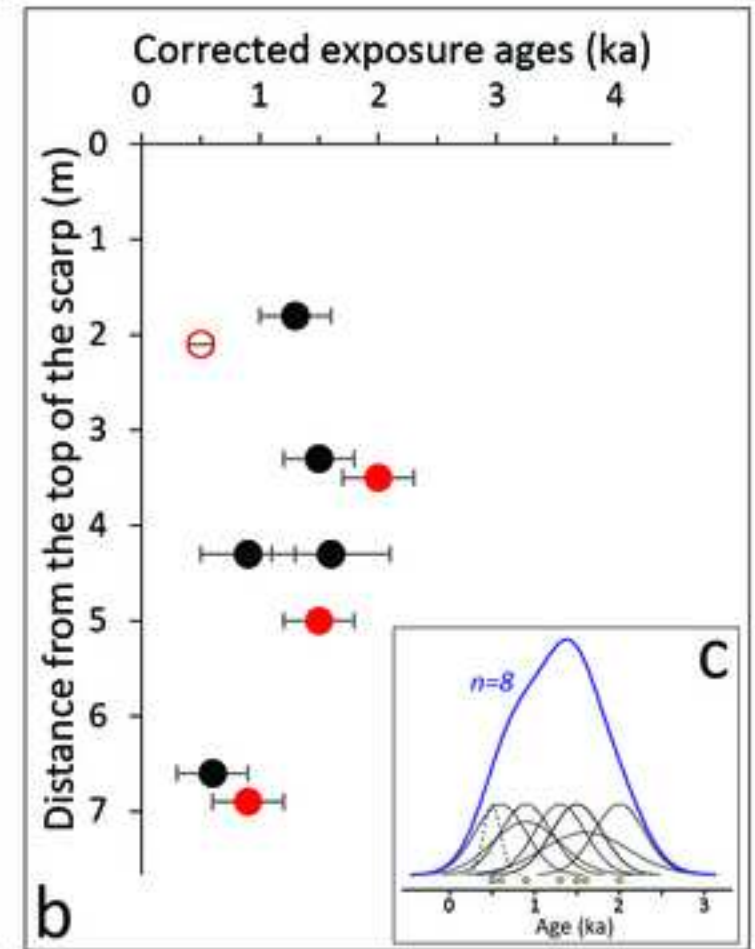 Corrected exposure ages (ka)
0 1 2 3 4
Distance from the top of the scarp (m)
0
1
2
3
4
5
6
7
b
c
n=8
0 1 2 3
Age (ka)